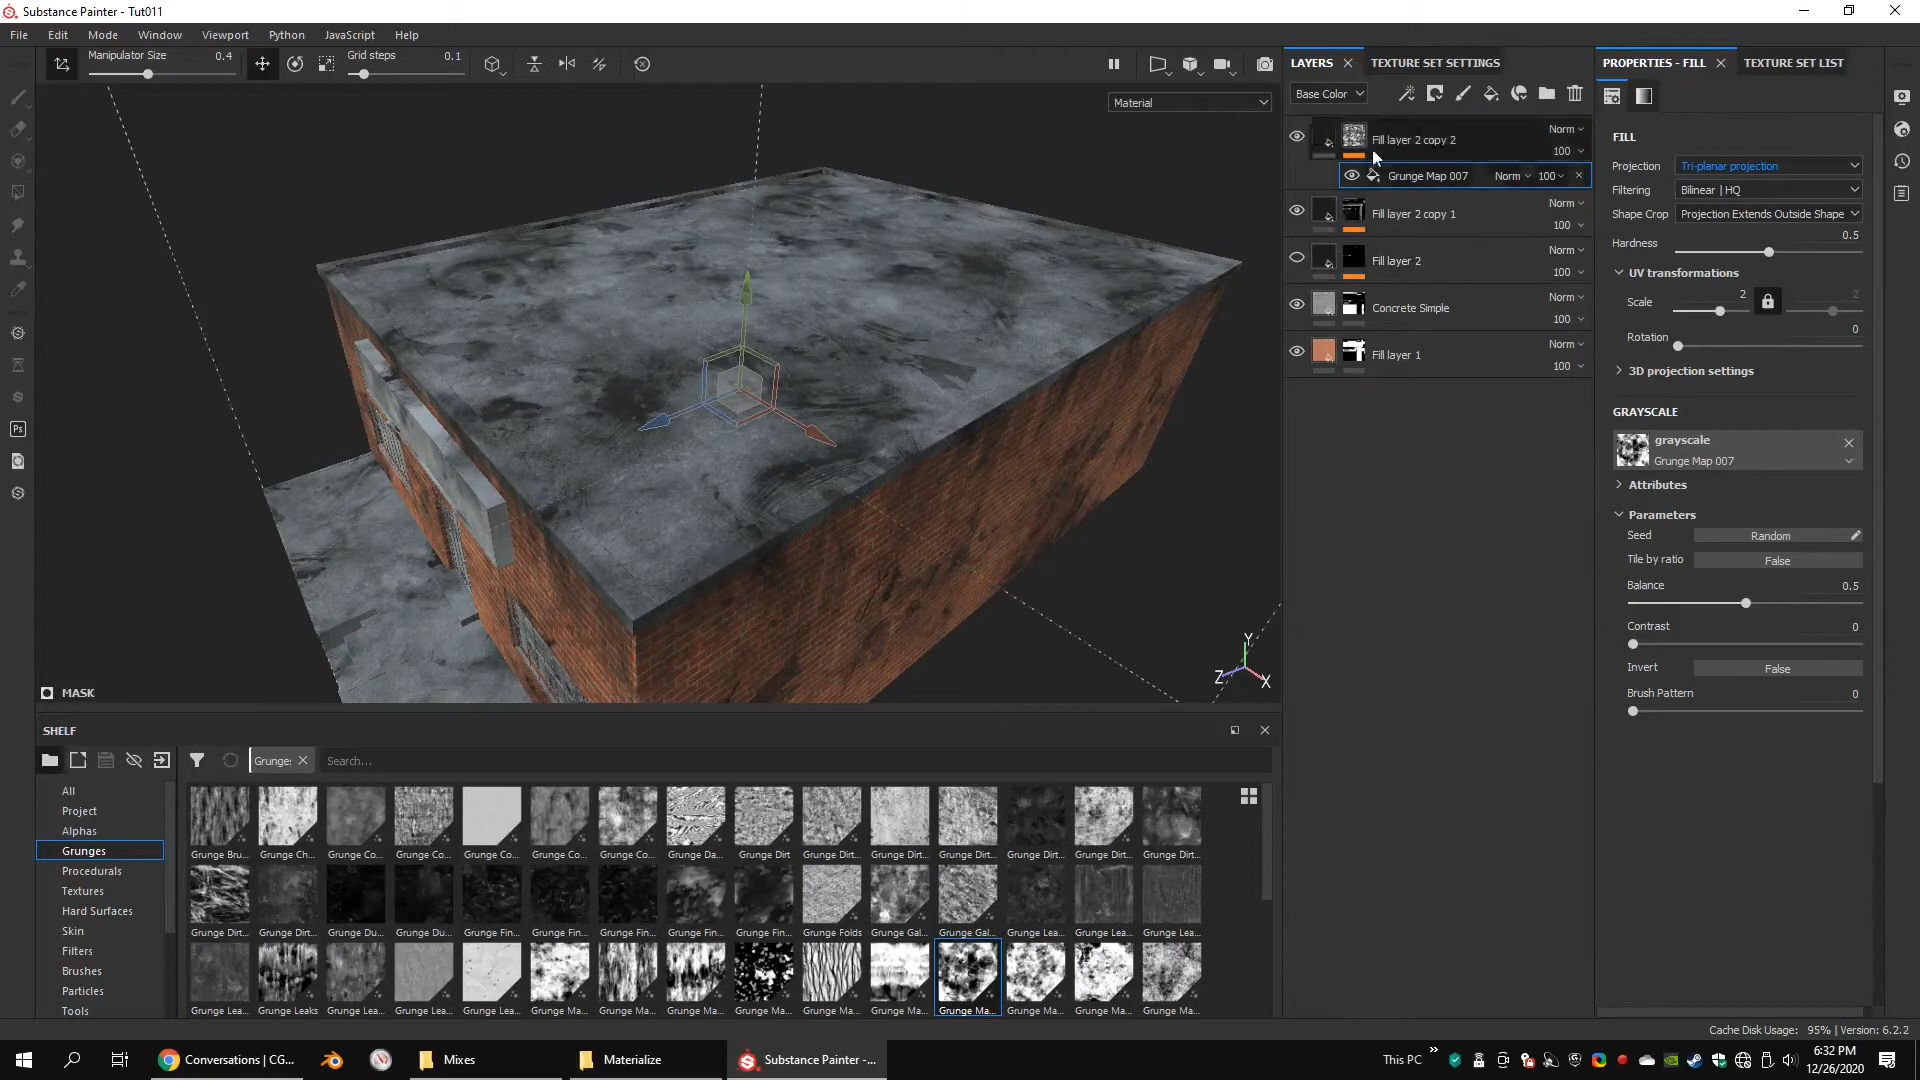 Substance Painter - Tut011
File Edit Mode Window Viewport Python JavaScript Help
Manipulator Size 0.4
Grid steps 0.1
Material
MASK
Y
Z
X
LAYERS TEXTURE SET SETTINGS
Base Color
Fill layer 2 copy 2 Norm 100
Grunge Map 007 Norm 100
Fill layer 2 copy 1 Norm 100
Fill layer 2 Norm 100
Concrete Simple Norm 100
Fill layer 1 Norm 100
PROPERTIES - FILL TEXTURE SET LIST
FILL
Projection Tri-planar projection
Filtering Bilinear | HQ
Shape Crop Projection Extends Outside Shape
Hardness 0.5
UV transformations
Scale 2 2
Rotation 0
3D projection settings
GRAYSCALE
grayscale
Grunge Map 007
Attributes
Parameters
Seed Random
Tile by ratio False
Balance 0.5
Contrast 0
Invert False
Brush Pattern 0
SHELF
Grunge: Search...
All
Project
Alphas
Grunges
Procedurals
Textures
Hard Surfaces
Skin
Filters
Brushes
Particles
Tools
Grunge Bru... Grunge Ch... Grunge Co... Grunge Co... Grunge Co... Grunge Co... Grunge Co... Grunge Da... Grunge Dirt Grunge Dirt... Grunge Dirt... Grunge Dirt... Grunge Dirt... Grunge Dirt... Grunge Dirt...
Grunge Dirt... Grunge Dirt... Grunge Du... Grunge Du... Grunge Fin... Grunge Fin... Grunge Fin... Grunge Fin... Grunge Fin... Grunge Folds Grunge Gal... Grunge Gal... Grunge Lea... Grunge Lea... Grunge Lea...
Grunge Lea... Grunge Leaks Grunge Lea... Grunge Lea... Grunge Lea... Grunge Ma... Grunge Ma... Grunge Ma... Grunge Ma... Grunge Ma... Grunge Ma... Grunge Ma... Grunge Ma... Grunge Ma... Grunge Ma...
Cache Disk Usage: 95% | Version: 6.2.2
Ps
Conversations | CG...
Mixes
Materialize
Substance Painter -...
This PC
6:32 PM
12/26/2020